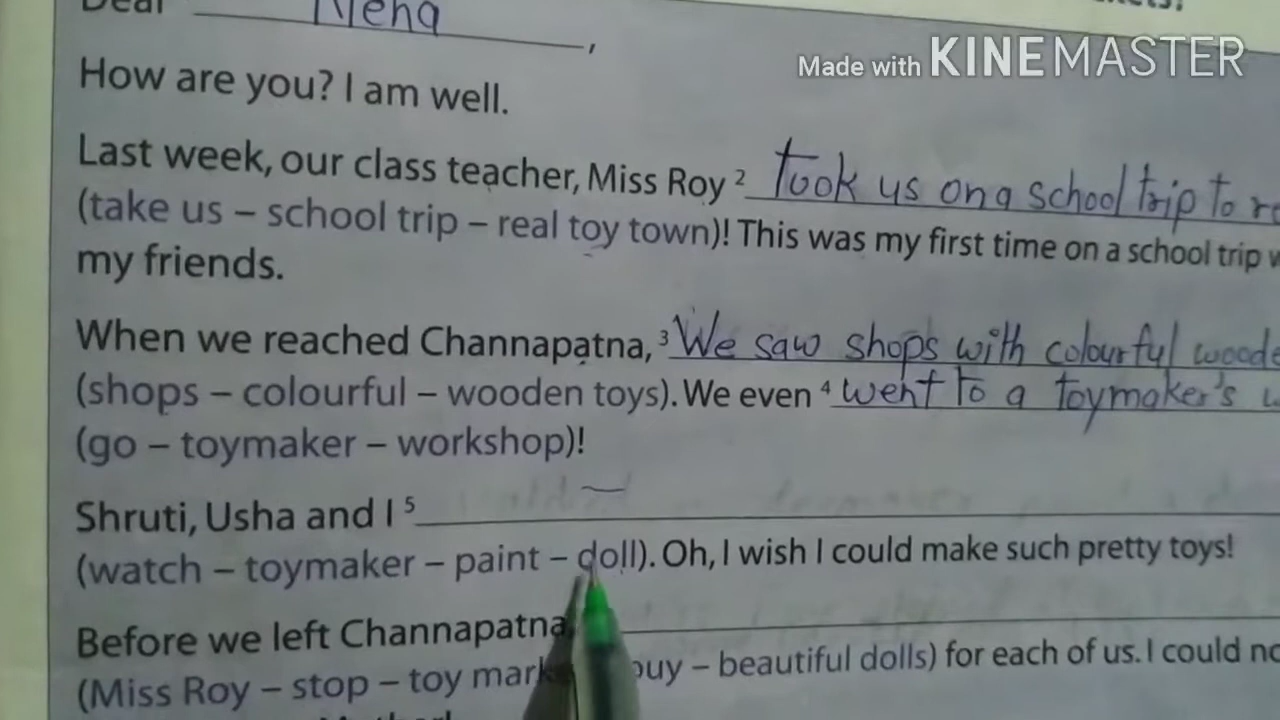 Dear Neha,
Made with KINEMASTER
How are you? I am well.
Last week, our class teacher, Miss Roy 2 took us on a school trip to
(take us – school trip – real toy town)! This was my first time on a school trip
my friends.
When we reached Channapatna, 3 We saw shops with colourful
(shops – colourful – wooden toys). We even 4 went to a toymaker's
(go – toymaker – workshop)!
Shruti, Usha and I 5
(watch – toymaker – paint – doll). Oh, I wish I could make such pretty toys!
Before we left Channapatna,
(Miss Roy – stop – toy buy – beautiful dolls) for each of us. I could